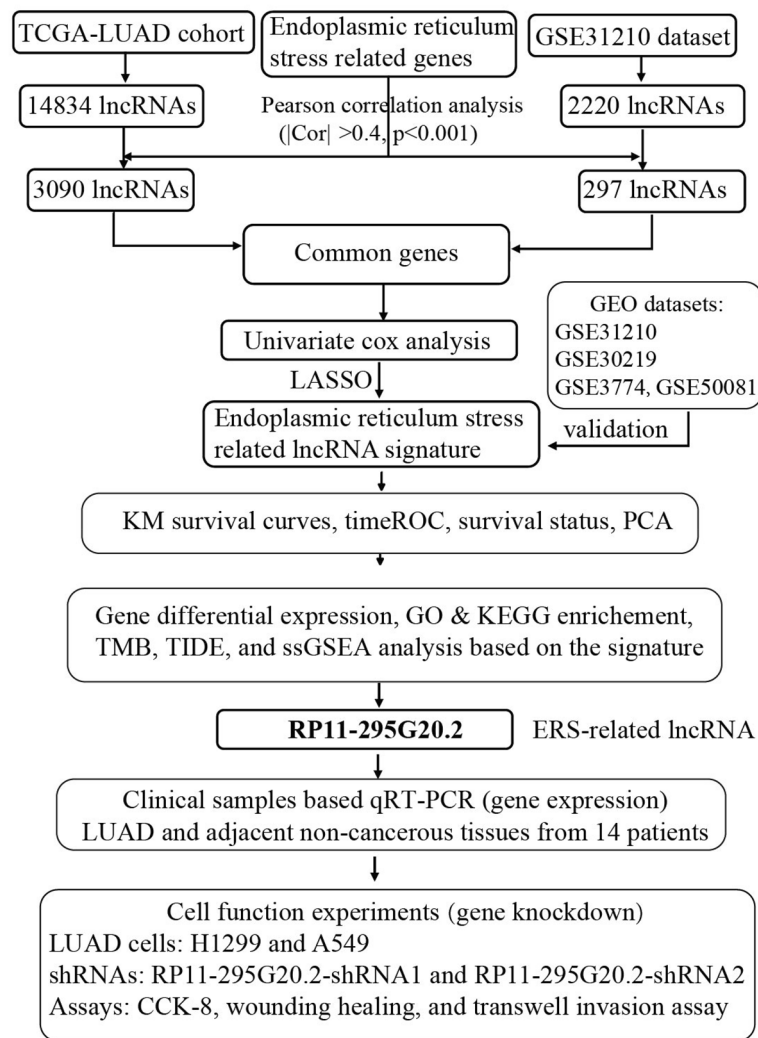 TCGA-LUAD cohort
Endoplasmic reticulum
stress related genes
GSE31210 dataset
14834 lncRNAs
Pearson correlation analysis
(|Cor| >0.4, p<0.001)
2220 lncRNAs
3090 lncRNAs
297 lncRNAs
Common genes
Univariate cox analysis
LASSO
GEO datasets:
GSE31210
GSE30219
GSE3774, GSE50081
Endoplasmic reticulum stress
related lncRNA signature
validation
KM survival curves, timeROC, survival status, PCA
Gene differential expression, GO & KEGG enrichement,
TMB, TIDE, and ssGSEA analysis based on the signature
RP11-295G20.2
ERS-related lncRNA
Clinical samples based qRT-PCR (gene expression)
LUAD and adjacent non-cancerous tissues from 14 patients
Cell function experiments (gene knockdown)
LUAD cells: H1299 and A549
shRNAs: RP11-295G20.2-shRNA1 and RP11-295G20.2-shRNA2
Assays: CCK-8, wounding healing, and transwell invasion assay